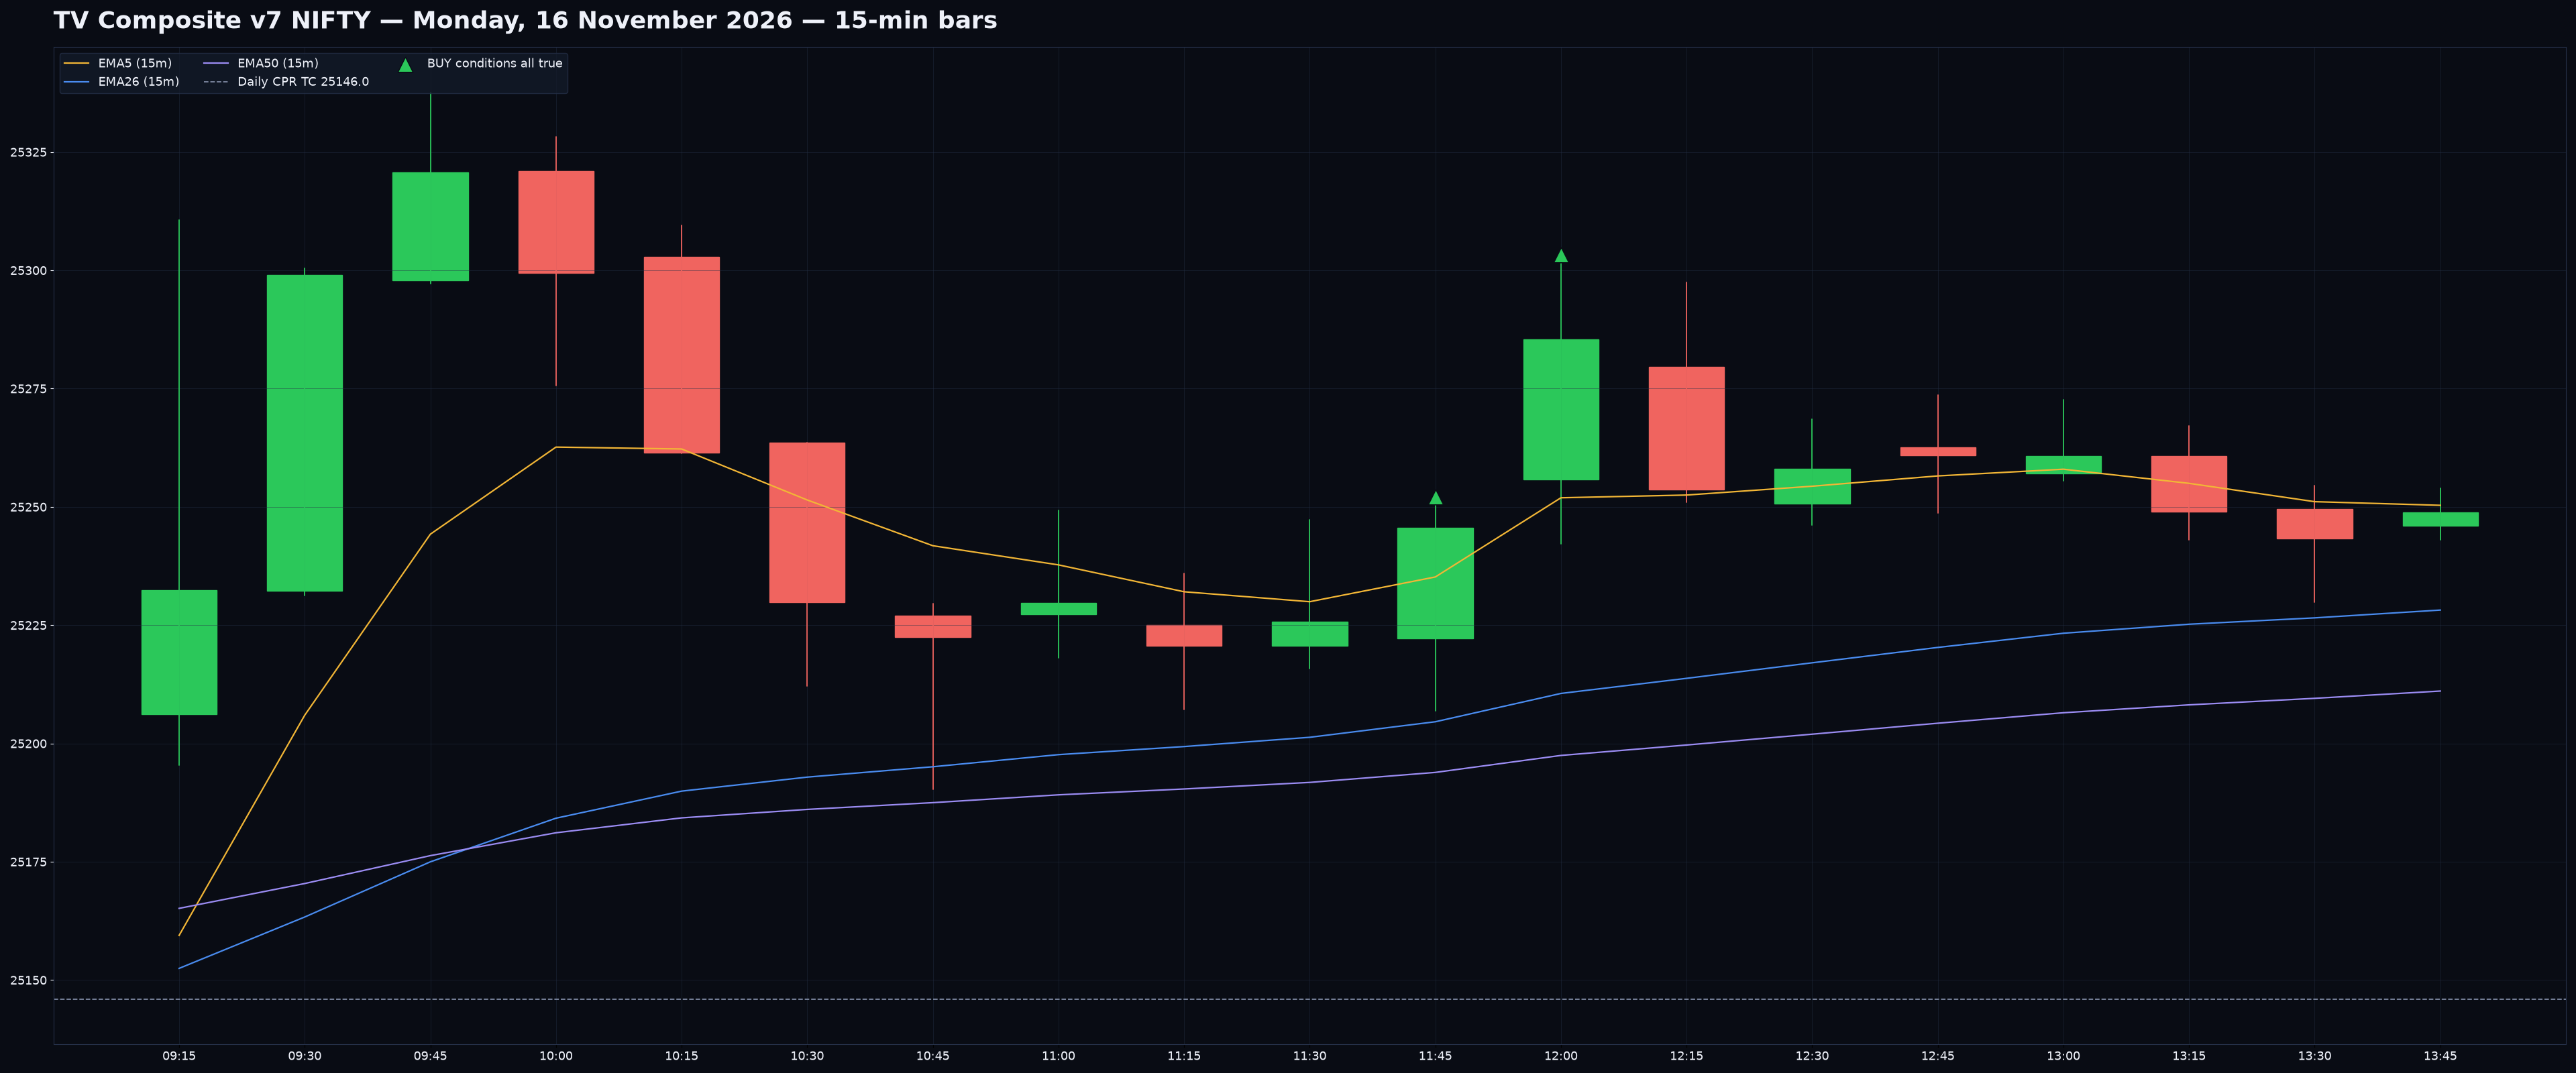 TV Composite v7 NIFTY — Monday, 16 November 2026 — 15-min bars
EMA5 (15m)
EMA26 (15m)
EMA50 (15m)
Daily CPR TC 25146.0
BUY conditions all true
25325
25300
25275
25250
25225
25200
25175
25150
09:15 09:30 09:45 10:00 10:15 10:30 10:45 11:00 11:15 11:30 11:45 12:00 12:15 12:30 12:45 13:00 13:15 13:30 13:45